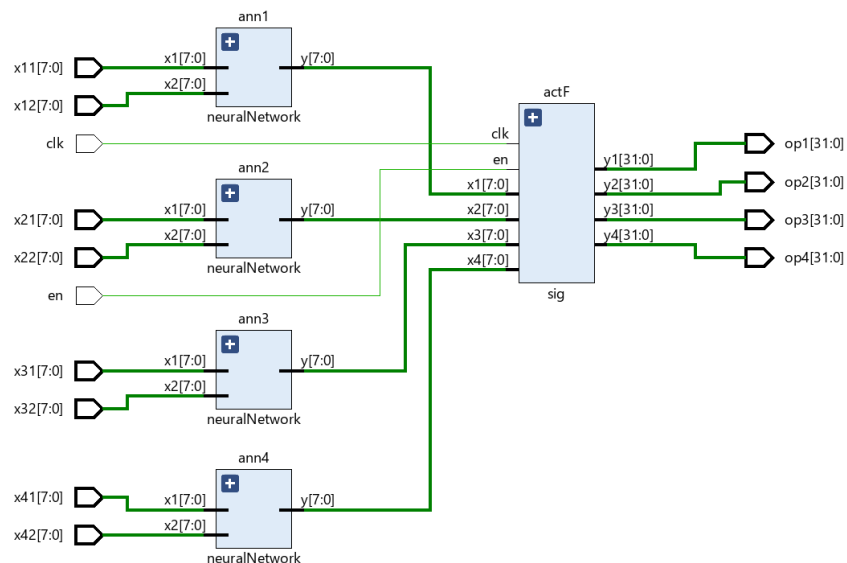 ann1
x11[7:0]
x1[7:0]
y[7:0]
x12[7:0]
x2[7:0]
neuralNetwork
clk
ann2
x21[7:0]
x1[7:0]
y[7:0]
x22[7:0]
x2[7:0]
neuralNetwork
en
ann3
x31[7:0]
x1[7:0]
y[7:0]
x32[7:0]
x2[7:0]
neuralNetwork
ann4
x41[7:0]
x1[7:0]
y[7:0]
x42[7:0]
x2[7:0]
neuralNetwork
actF
clk
en
x1[7:0]
x2[7:0]
x3[7:0]
x4[7:0]
y1[31:0]
y2[31:0]
y3[31:0]
y4[31:0]
sig
op1[31:0]
op2[31:0]
op3[31:0]
op4[31:0]